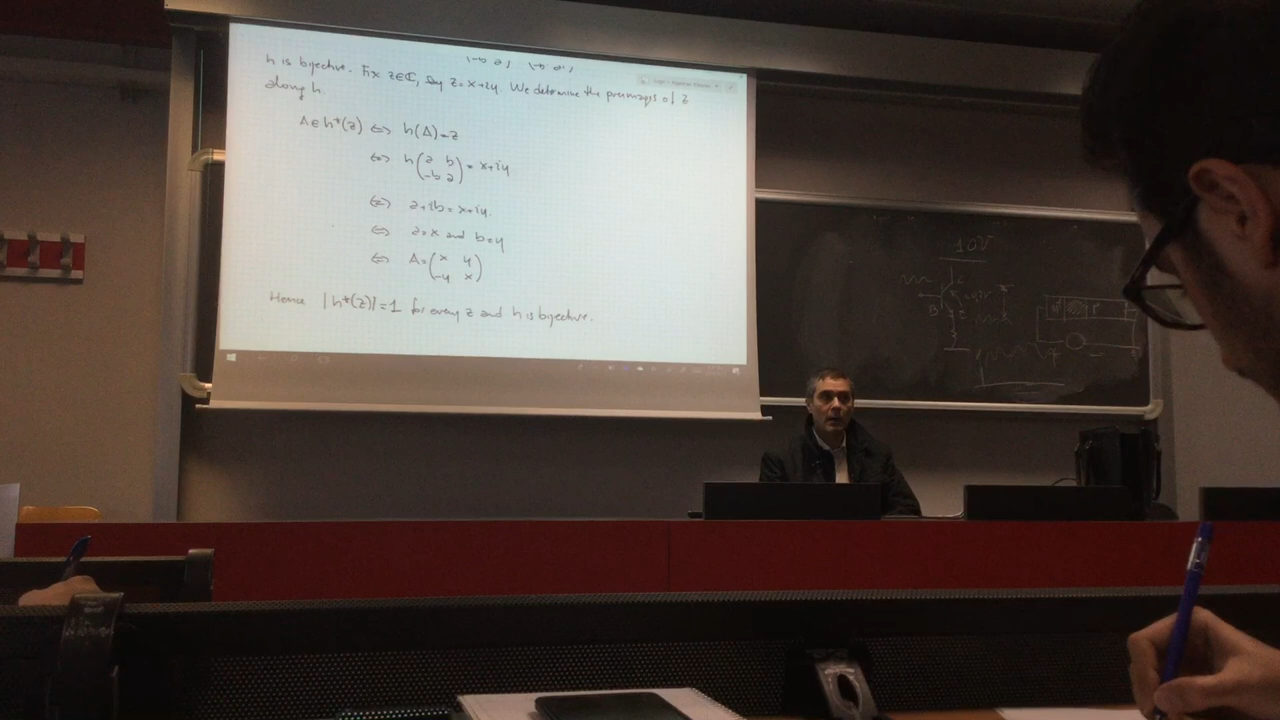 h is bijective. Fix z∈ℂ, say z=x+iy. We determine the preimages of z
along h.
A∈h*(z) ⇔ h(A)=z
⇔ h(a b
-b a) = x+iy
⇔ a+ib=x+iy.
⇔ a=x and b=y
⇔ A=(x y
-y x)
Hence |h*(z)|=1 for every z and h is bijective.
10V